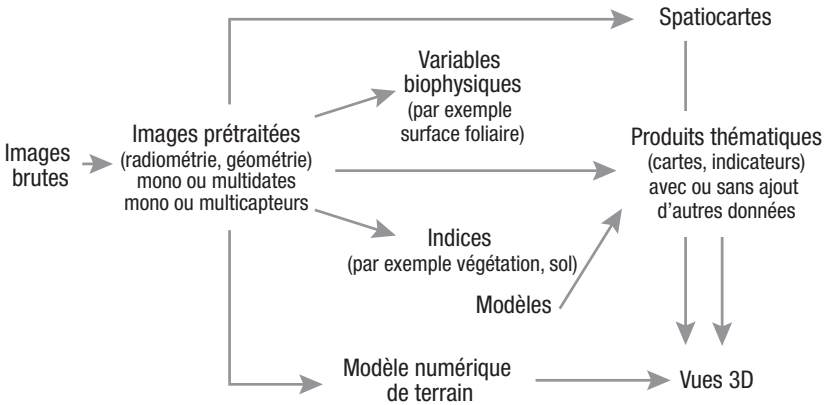 Spatiocartes
Variables
biophysiques
(par exemple
surface foliaire)
Images
brutes
Images prétraitées
(radiométrie, géométrie)
mono ou multidates
mono ou multicapteurs
Produits thématiques
(cartes, indicateurs)
avec ou sans ajout
d'autres données
Indices
(par exemple végétation, sol)
Modèles
Modèle numérique
de terrain
Vues 3D